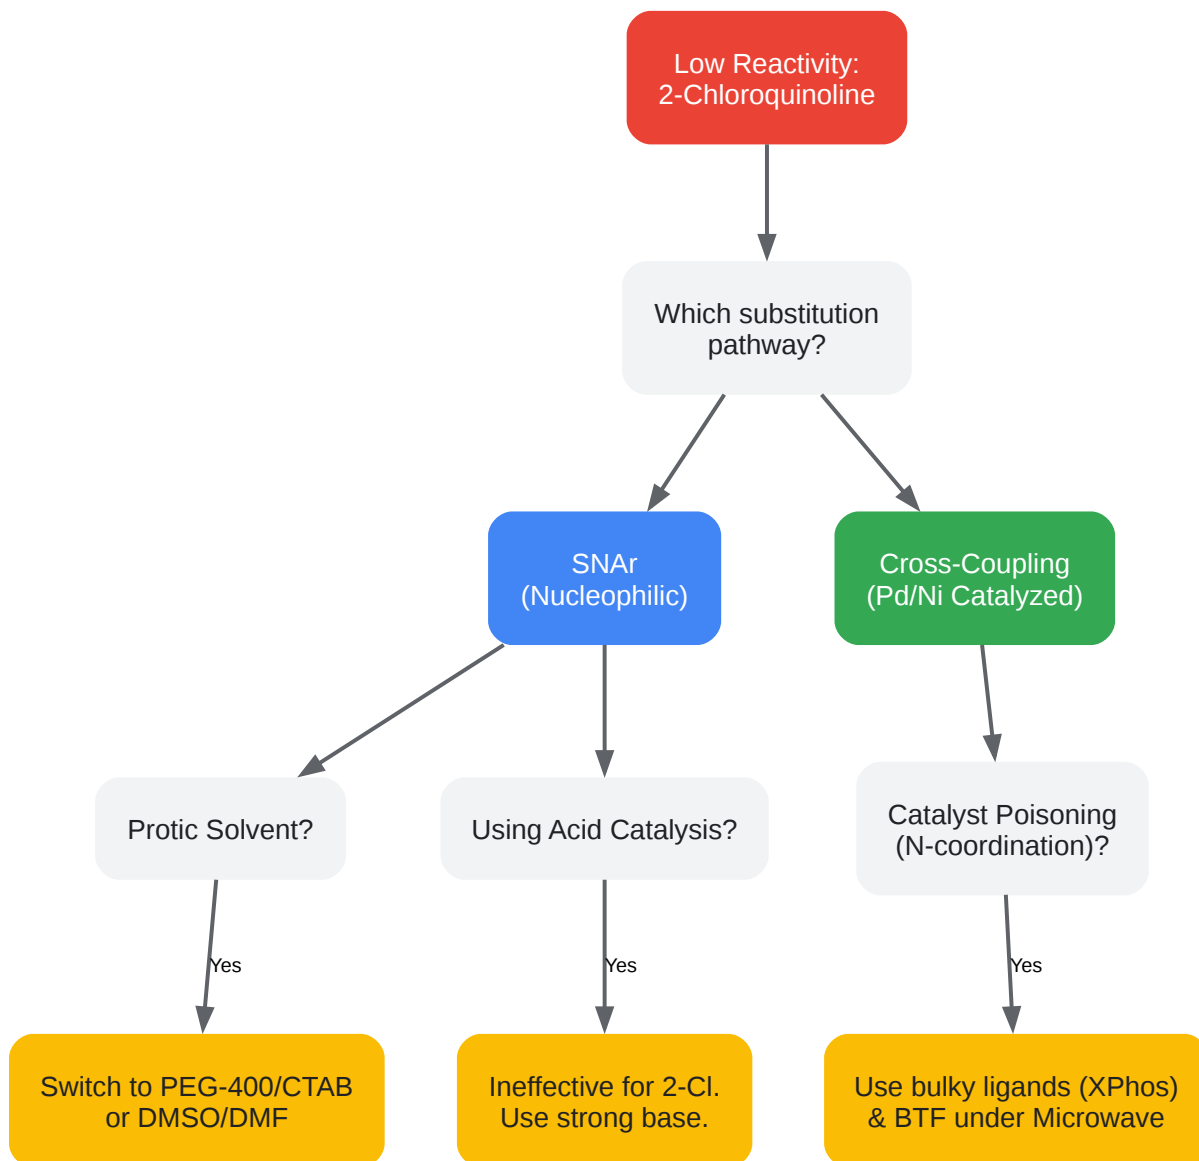 Low Reactivity:
2-Chloroquinoline
Which substitution
pathway?
SNAr
(Nucleophilic)
Cross-Coupling
(Pd/Ni Catalyzed)
Protic Solvent?
Using Acid Catalysis?
Catalyst Poisoning
(N-coordination)?
Yes
Yes
Yes
Switch to PEG-400/CTAB
or DMSO/DMF
Ineffective for 2-Cl.
Use strong base.
Use bulky ligands (XPhos)
& BTF under Microwave